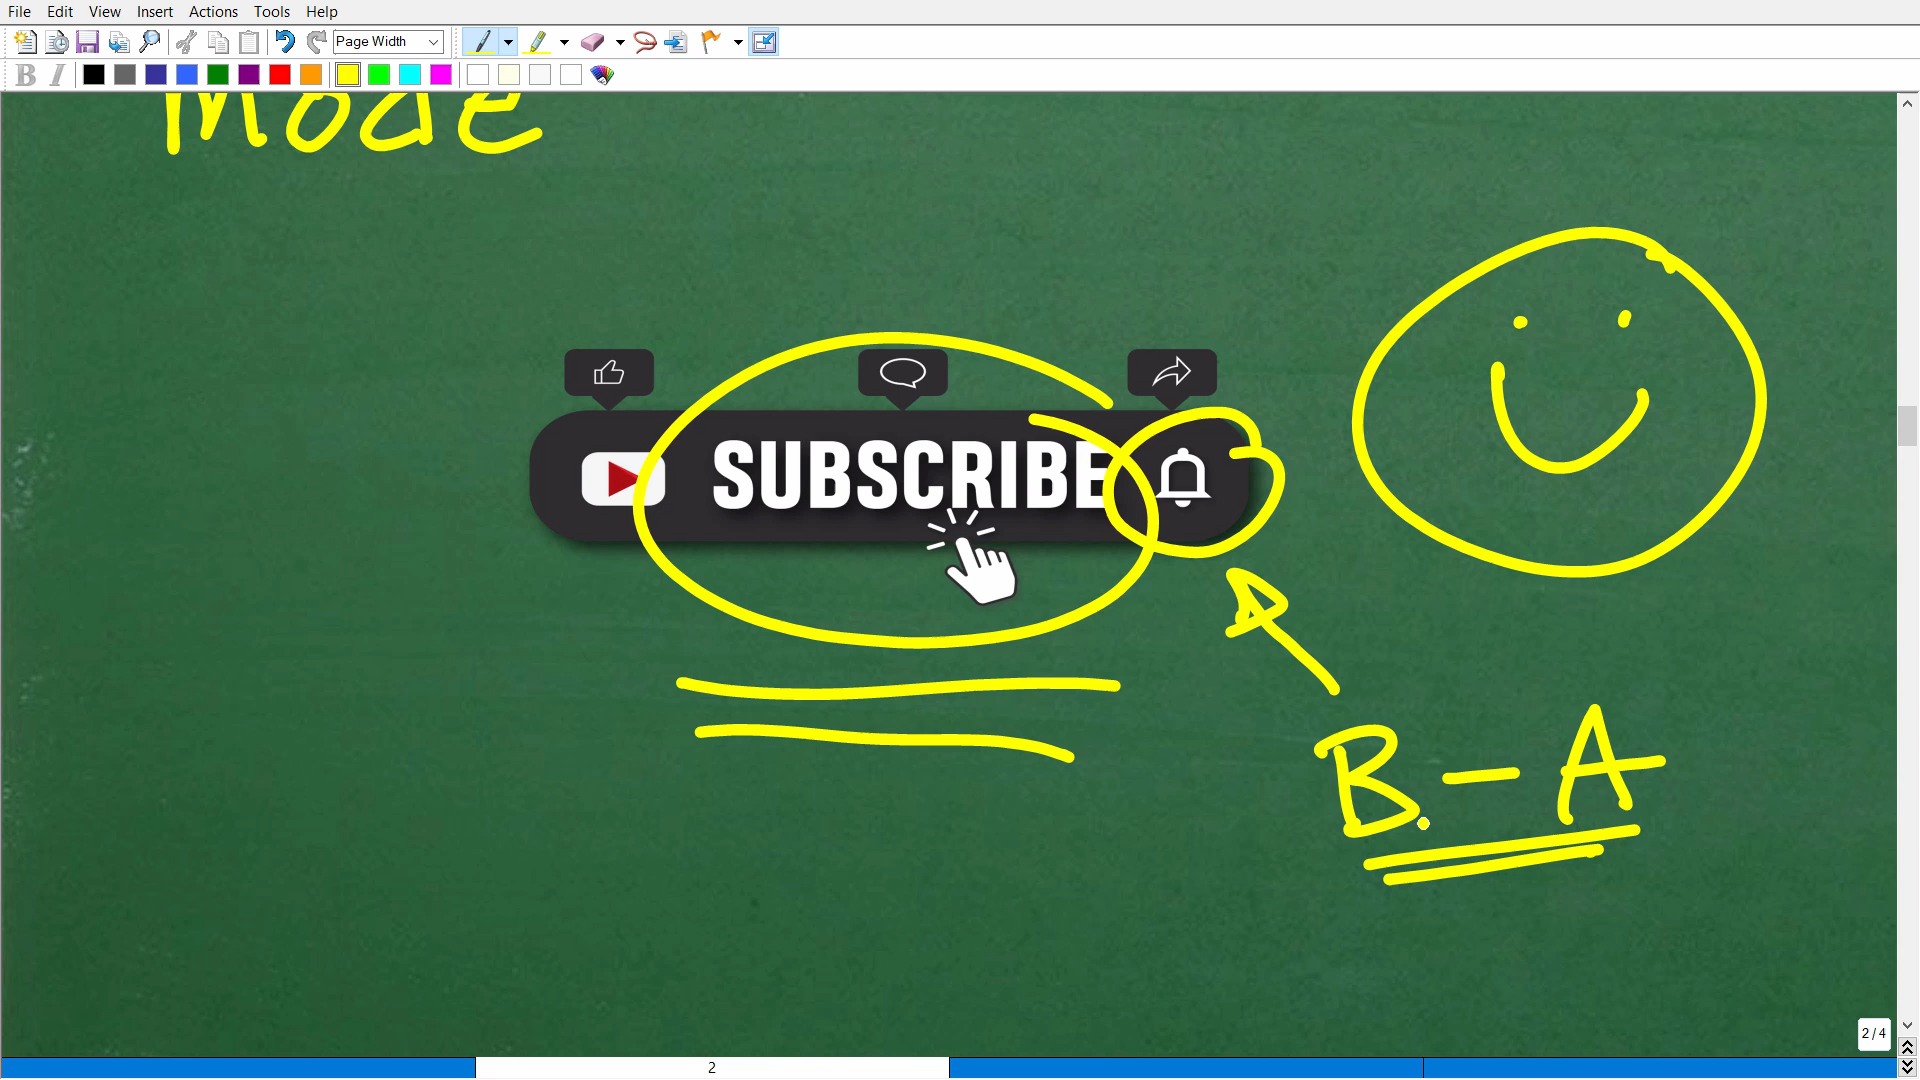 File Edit View Insert Actions Tools Help
Page Width
B I
Mode
SUBSCRIBE
B - A
2 / 4
2